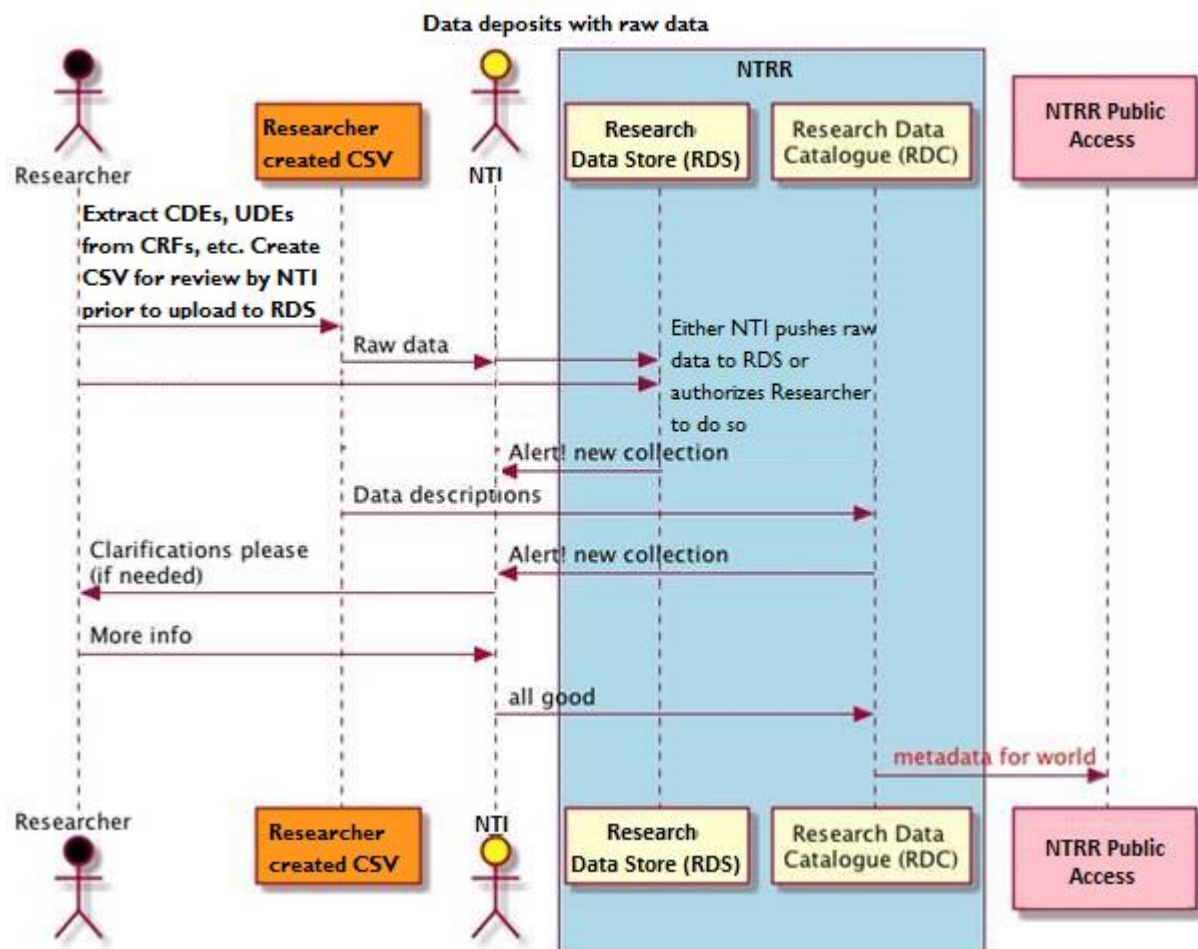 Data deposits with raw data
NTRR
Researcher
Researcher
created CSV
NTI
Research
Data Store (RDS)
Research Data
Catalogue (RDC)
NTRR Public
Access
Extract CDEs, UDEs
from CRFs, etc. Create
CSV for review by NTI
prior to upload to RDS
Raw data
Either NTI pushes raw
data to RDS or
authorizes Researcher
to do so
Alert! new collection
Data descriptions
Alert! new collection
Clarifications please
(if needed)
More info
all good
metadata for world
Researcher
Researcher
created CSV
NTI
Research
Data Store (RDS)
Research Data
Catalogue (RDC)
NTRR Public
Access